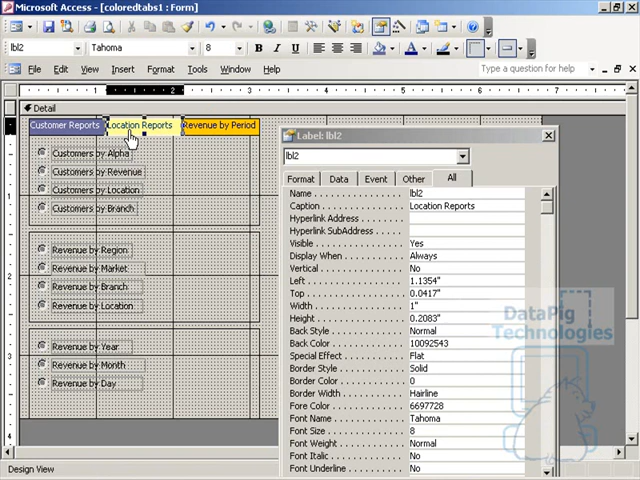 Microsoft Access - [coloredtabs1 : Form]
lbl2 Tahoma 8 B I U
File Edit View Insert Format Tools Window Help Type a question for help
1 2 3
Detail
Customer Reports Location Reports Revenue by Period
Customers by Alpha
Customers by Revenue
Customers by Location
Customers by Branch
Revenue by Region
Revenue by Market
Revenue by Branch
Revenue by Location
Revenue by Year
Revenue by Month
Revenue by Day
1
2
3
4
Label: lbl2
lbl2
Format Data Event Other All
Name lbl2
Caption Location Reports
Hyperlink Address
Hyperlink SubAddress
Visible Yes
Display When Always
Vertical No
Left 1.1354"
Top 0.0417"
Width 1"
Height 0.2083"
Back Style Normal
Back Color 10092543
Special Effect Flat
Border Style Solid
Border Color 0
Border Width Hairline
Fore Color 6697728
Font Name Tahoma
Font Size 8
Font Weight Normal
Font Italic No
Font Underline No
DataPig
Technologies
Design View